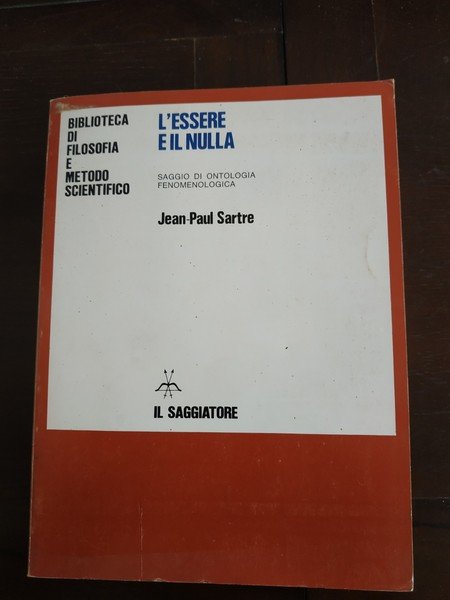 BIBLIOTECA
DI
FILOSOFIA
E
METODO
SCIENTIFICO
L'ESSERE
E IL NULLA
SAGGIO DI ONTOLOGIA
FENOMENOLOGICA
Jean-Paul Sartre
IL SAGGIATORE